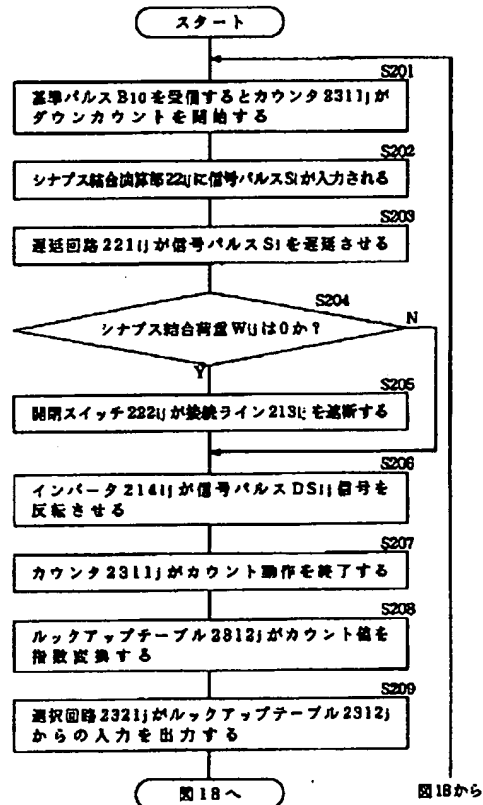 スタート
S201
基準パルスB10を受信するとカウンタ2311jが
ダウンカウントを開始する
S202
シナプス結合演算部22ijに信号パルスSiが入力される
S203
遅延回路221ijが信号パルスSiを遅延させる
S204
シナプス結合荷重Wijは0か?
N
Y
S205
開閉スイッチ222ijが接続ライン213ijを遮断する
S206
インバータ214ijが信号パルスDSij信号を
反転させる
S207
カウンタ2311jがカウント動作を終了する
S208
ルックアップテーブル2312jがカウント値を
指数変換する
S209
選択回路2321jがルックアップテーブル2312j
からの入力を出力する
図18へ
図18から